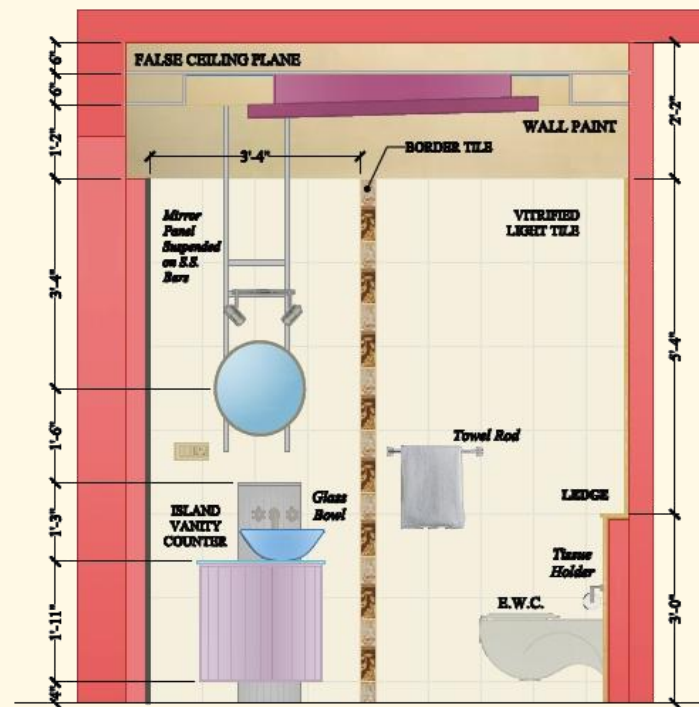 FALSE CEILING PLANE
6"
6"
2'-2"
WALL PAINT
1'-2"
BORDER TILE
3'-4"
Mirror
Panel
Suspended
on S.S.
Bars
VITRIFIED
LIGHT TILE
3'-4"
5'-4"
1'-6"
Towel Rod
Glass
Bowl
LEDGE
ISLAND
VANITY
COUNTER
1'-3"
Tissue
Holder
E.W.C.
1'-11"
3'-0"
4"